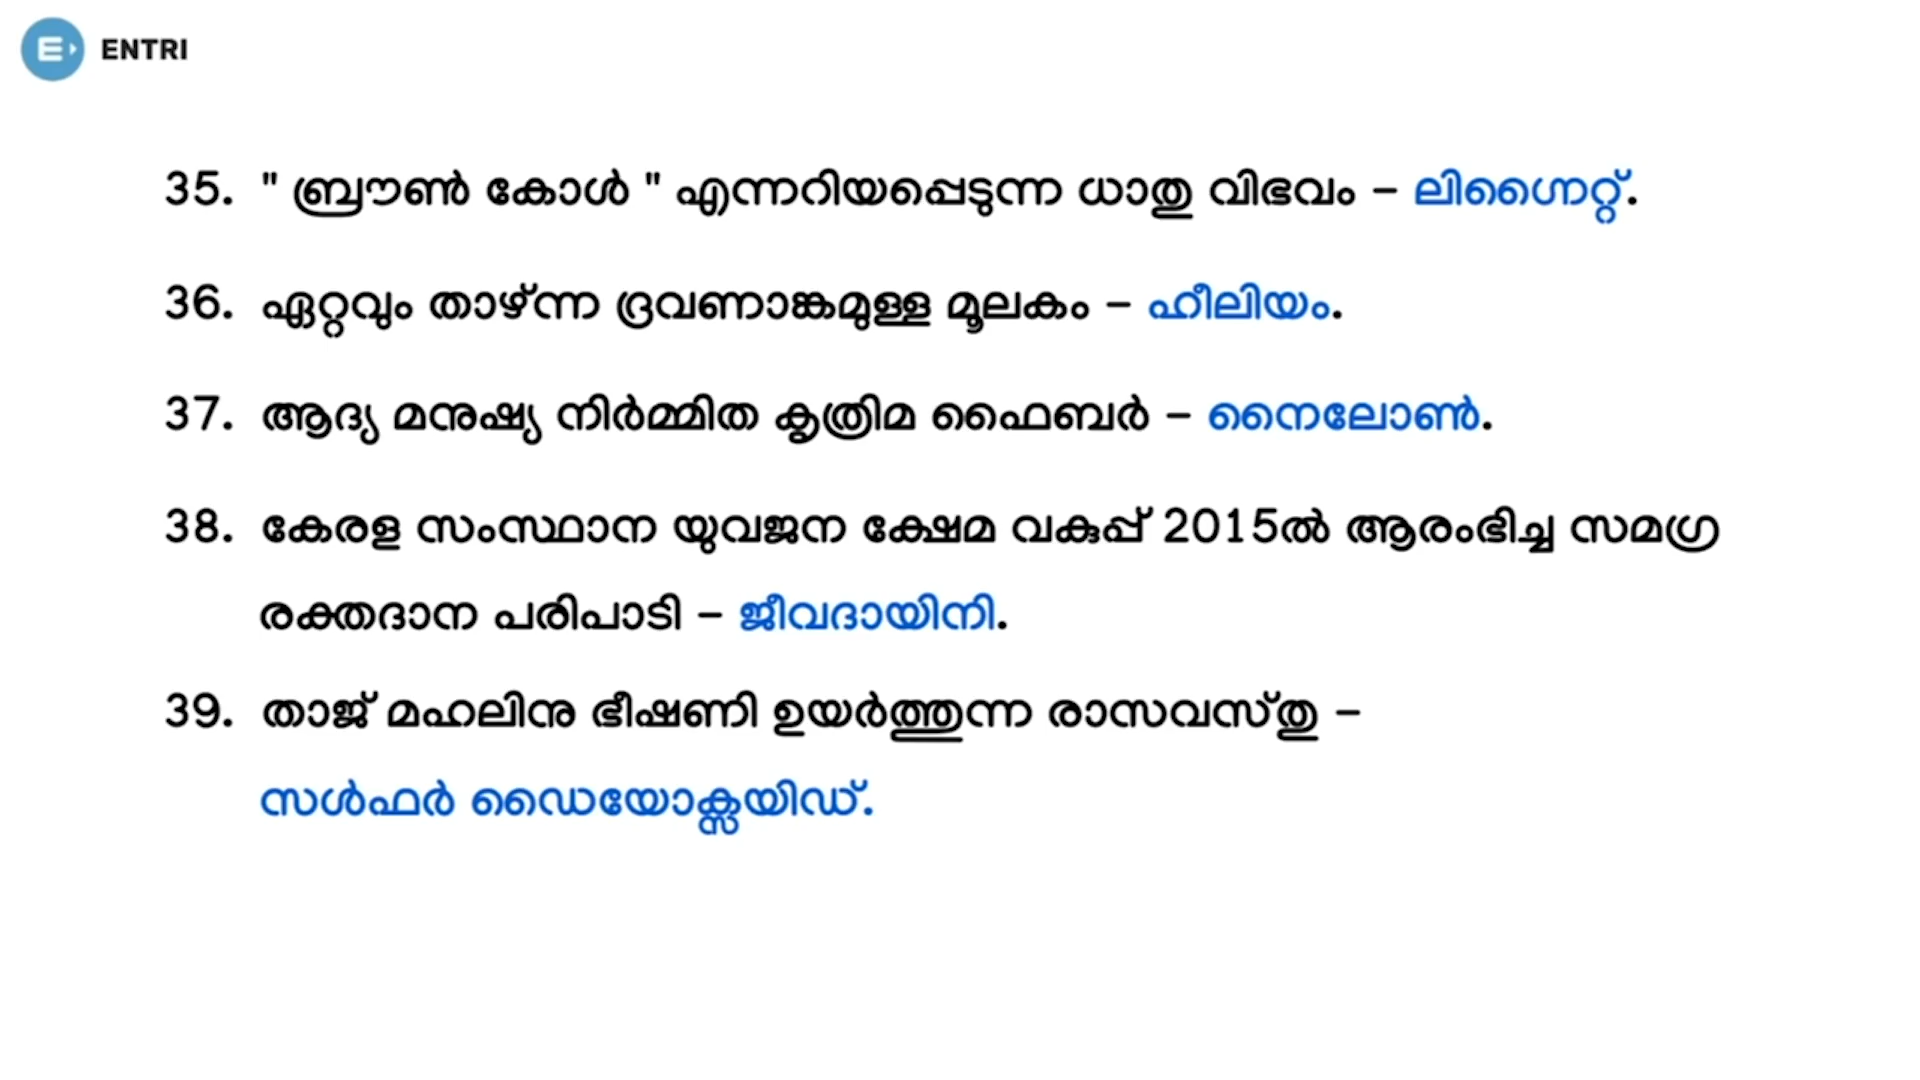 ENTRI
35. " ബ്രൗൺ കോൾ " എന്നറിയപ്പെടുന്ന ധാതു വിഭവം – ലിഗ്നൈറ്റ്.
36. ഏറ്റവും താഴ്ന്ന ദ്രവണാങ്കമുള്ള മൂലകം – ഹീലിയം.
37. ആദ്യ മനുഷ്യ നിർമ്മിത കൃത്രിമ ഫൈബർ – നൈലോൺ.
38. കേരള സംസ്ഥാന യുവജന ക്ഷേമ വകുപ്പ് 2015ൽ ആരംഭിച്ച സമഗ്ര
രക്തദാന പരിപാടി – ജീവദായിനി.
39. താജ് മഹലിനു ഭീഷണി ഉയർത്തുന്ന രാസവസ്തു –
സൾഫർ ഡൈയോക്സയിഡ്.